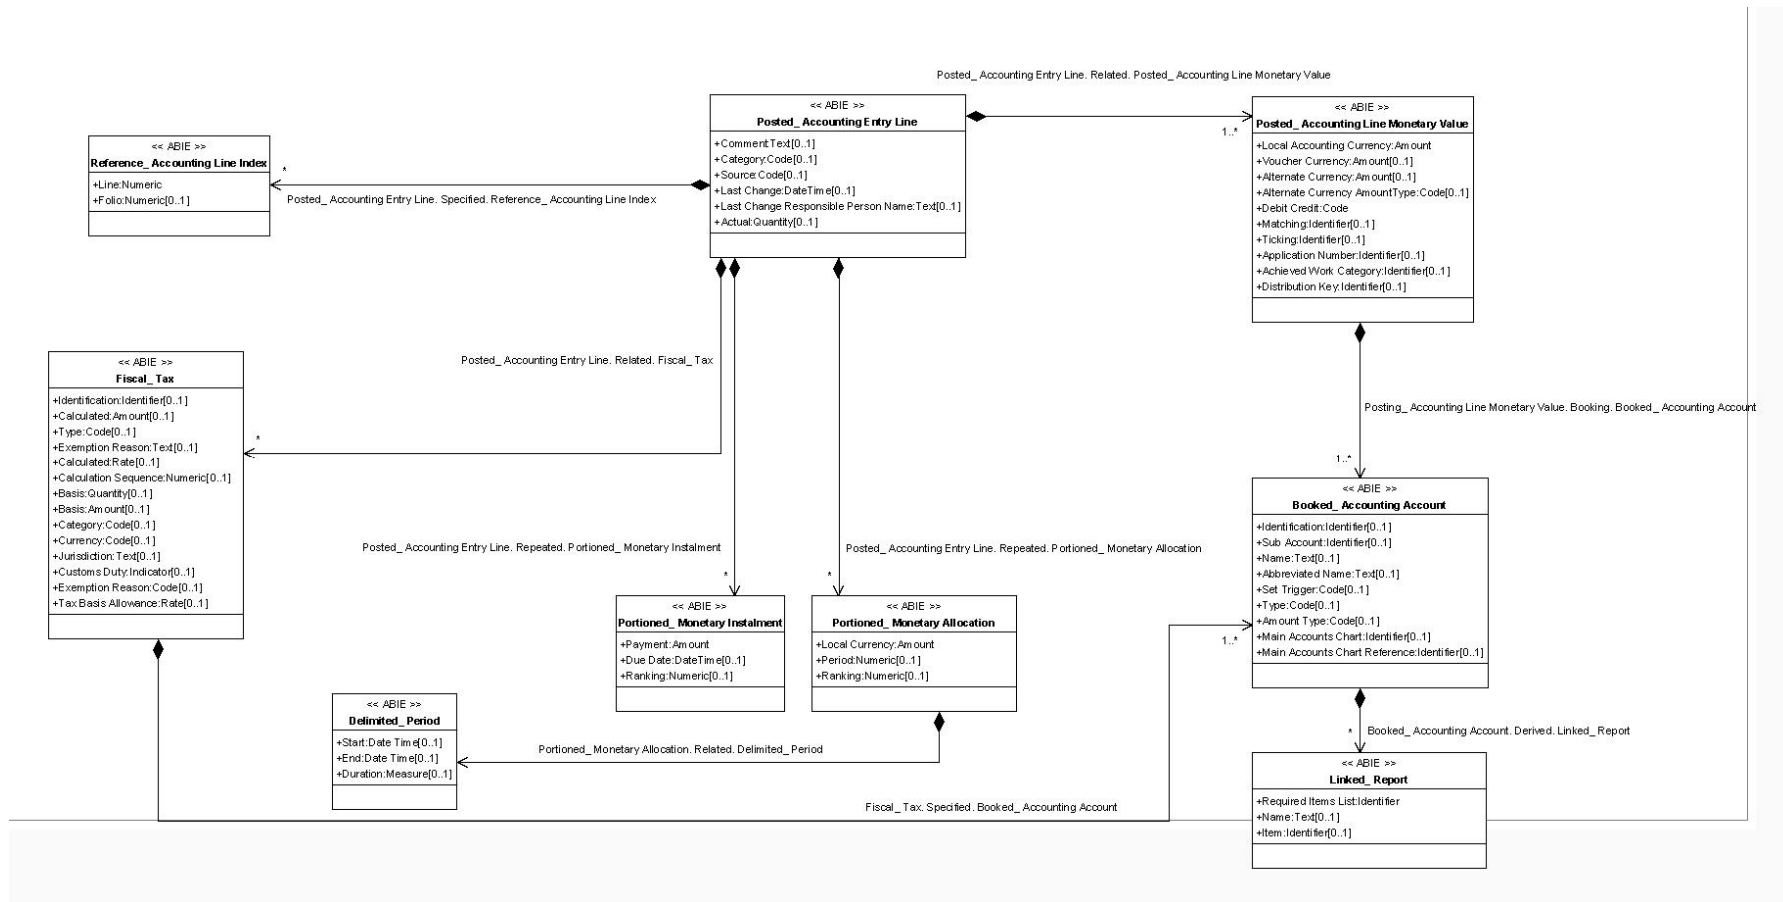 Posted_ Accounting Entry Line. Related. Posted_ Accounting Line Monetary Value
<< ABIE >>
Posted_ Accounting Entry Line
+Comment:Text[0..1]
+Category:Code[0..1]
+Source:Code[0..1]
+Last Change:DateTime[0..1]
+Last Change Responsible Person Name:Text[0..1]
+Actual:Quantity[0..1]
<< ABIE >>
Posted_ Accounting Line Monetary Value
+Local Accounting Currency:Amount
+Voucher Currency:Amount[0..1]
+Alternate Currency:Amount[0..1]
+Alternate Currency AmountType:Code[0..1]
+Debit Credit:Code
+Matching:Identifier[0..1]
+Ticking:Identifier[0..1]
+Application Number:Identifier[0..1]
+Achieved Work Category:Identifier[0..1]
+Distribution Key:Identifier[0..1]
1..*
<< ABIE >>
Reference_ Accounting Line Index
+Line:Numeric
+Folio:Numeric[0..1]
*
Posted_ Accounting Entry Line. Specified. Reference_ Accounting Line Index
Posted_ Accounting Entry Line. Related. Fiscal_ Tax
<< ABIE >>
Fiscal_ Tax
+Identification:Identifier[0..1]
+Calculated:Amount[0..1]
+Type:Code[0..1]
+Exemption Reason:Text[0..1]
+Calculated:Rate[0..1]
+Calculation Sequence:Numeric[0..1]
+Basis:Quantity[0..1]
+Basis:Amount[0..1]
+Category:Code[0..1]
+Currency:Code[0..1]
+Jurisdiction:Text[0..1]
+Customs Duty:Indicator[0..1]
+Exemption Reason:Code[0..1]
+Tax Basis Allowance:Rate[0..1]
*
Posting_ Accounting Line Monetary Value. Booking. Booked_ Accounting Account
1..*
<< ABIE >>
Booked_ Accounting Account
+Identification:Identifier[0..1]
+Sub Account:Identifier[0..1]
+Name:Text[0..1]
+Abbreviated Name:Text[0..1]
+Set Trigger:Code[0..1]
+Type:Code[0..1]
+Amount Type:Code[0..1]
+Main Accounts Chart:Identifier[0..1]
+Main Accounts Chart Reference:Identifier[0..1]
1..*
Posted_ Accounting Entry Line. Repeated. Portioned_ Monetary Instalment
*
Posted_ Accounting Entry Line. Repeated. Portioned_ Monetary Allocation
*
<< ABIE >>
Portioned_ Monetary Instalment
+Payment:Amount
+Due Date:DateTime[0..1]
+Ranking:Numeric[0..1]
<< ABIE >>
Portioned_ Monetary Allocation
+Local Currency:Amount
+Period:Numeric[0..1]
+Ranking:Numeric[0..1]
<< ABIE >>
Delimited_ Period
+Start:Date Time[0..1]
+End:Date Time[0..1]
+Duration:Measure[0..1]
Portioned_ Monetary Allocation. Related. Delimited_ Period
*
Booked_ Accounting Account. Derived. Linked_ Report
<< ABIE >>
Linked_ Report
+Required Items List:Identifier
+Name:Text[0..1]
+Item:Identifier[0..1]
Fiscal_ Tax. Specified. Booked_ Accounting Account